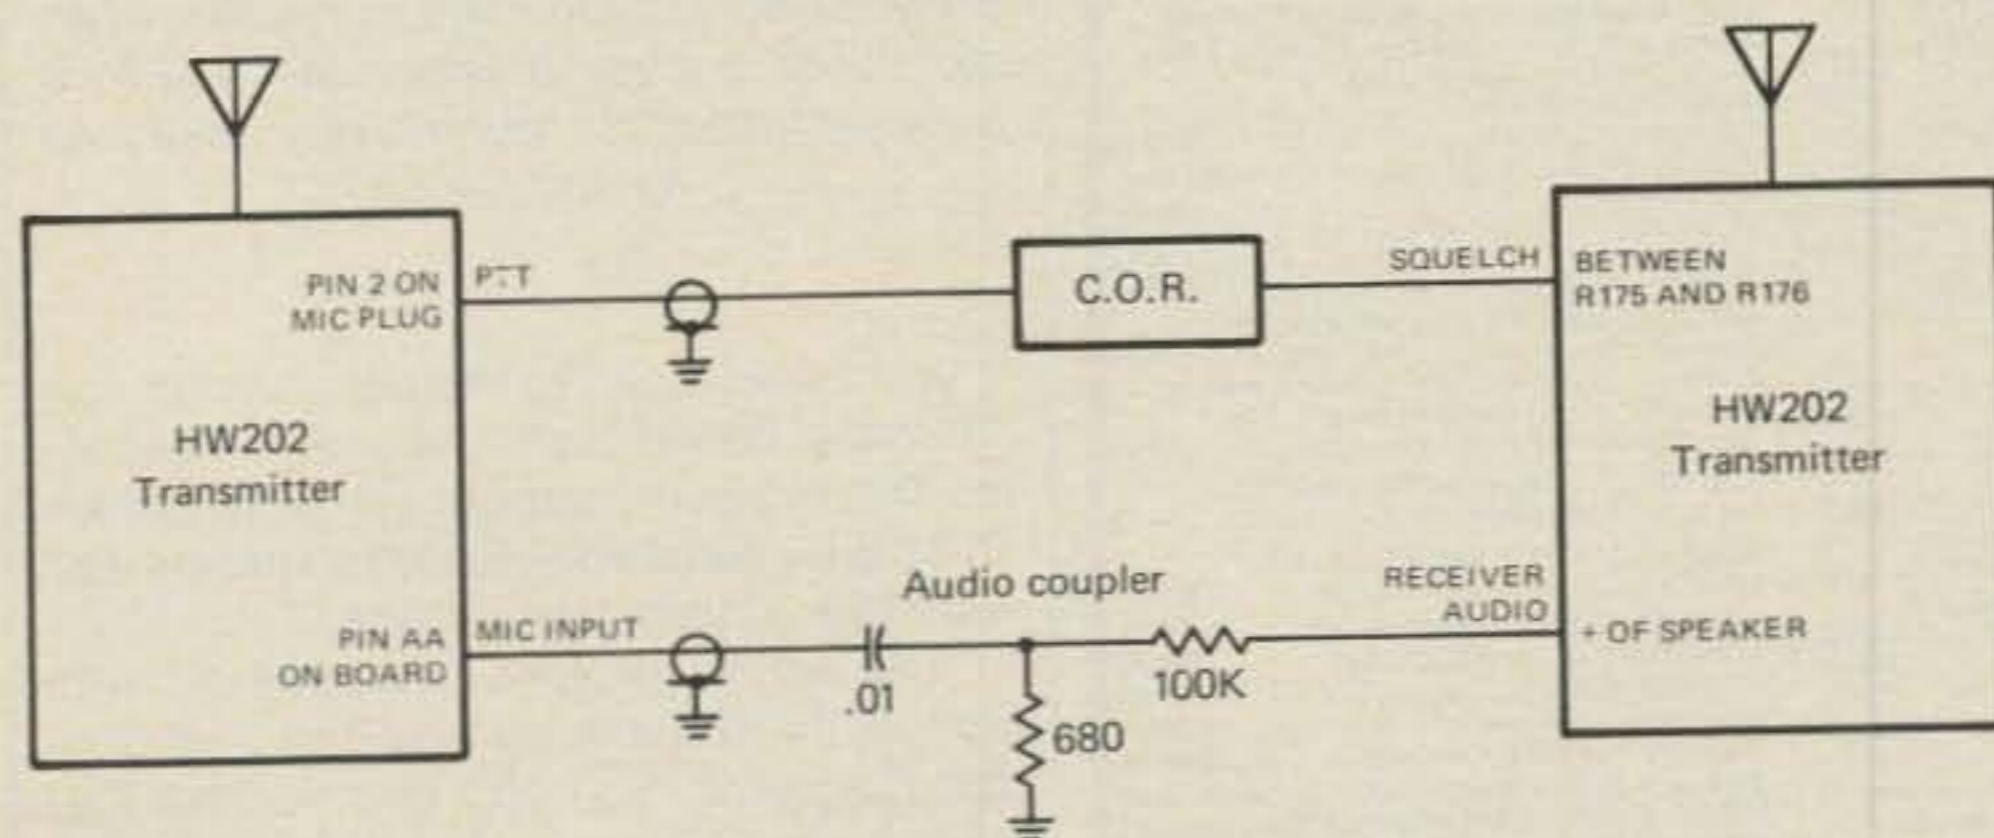 PIN 2 ON
MIC PLUG
PTT
HW202
Transmitter
PIN AA
ON BOARD
MIC INPUT
C.O.R.
SQUELCH
BETWEEN
R175 AND R176
HW202
Transmitter
Audio coupler
.01
680
100K
RECEIVER
AUDIO
+ OF SPEAKER